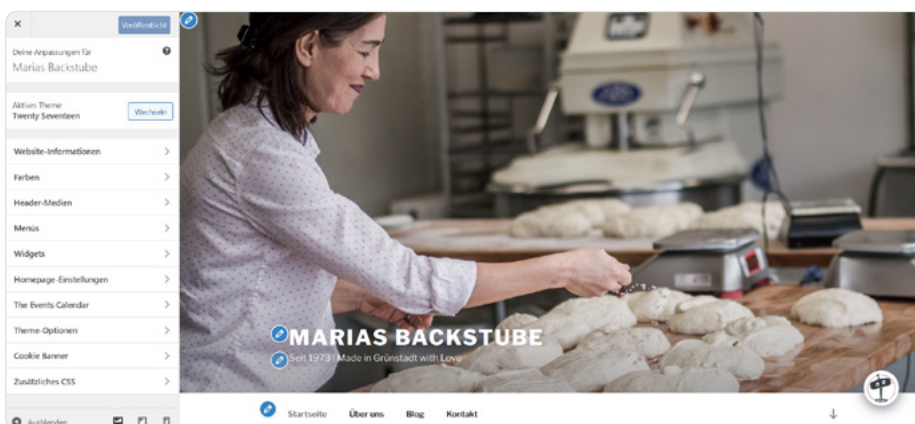 Veröffentlicht
Deine Anpassungen für
Marias Backstube
Aktives Theme
Twenty Seventeen
Wechseln
Website-Informationen
Farben
Header-Medien
Menüs
Widgets
Homepage-Einstellungen
The Events Calendar
Theme-Optionen
Cookie Banner
Zusätzliches CSS
Ausblenden
MARIAS BACKSTUBE
Seit 1973 | Made in Grünstadt with Love
Startseite Über uns Blog Kontakt